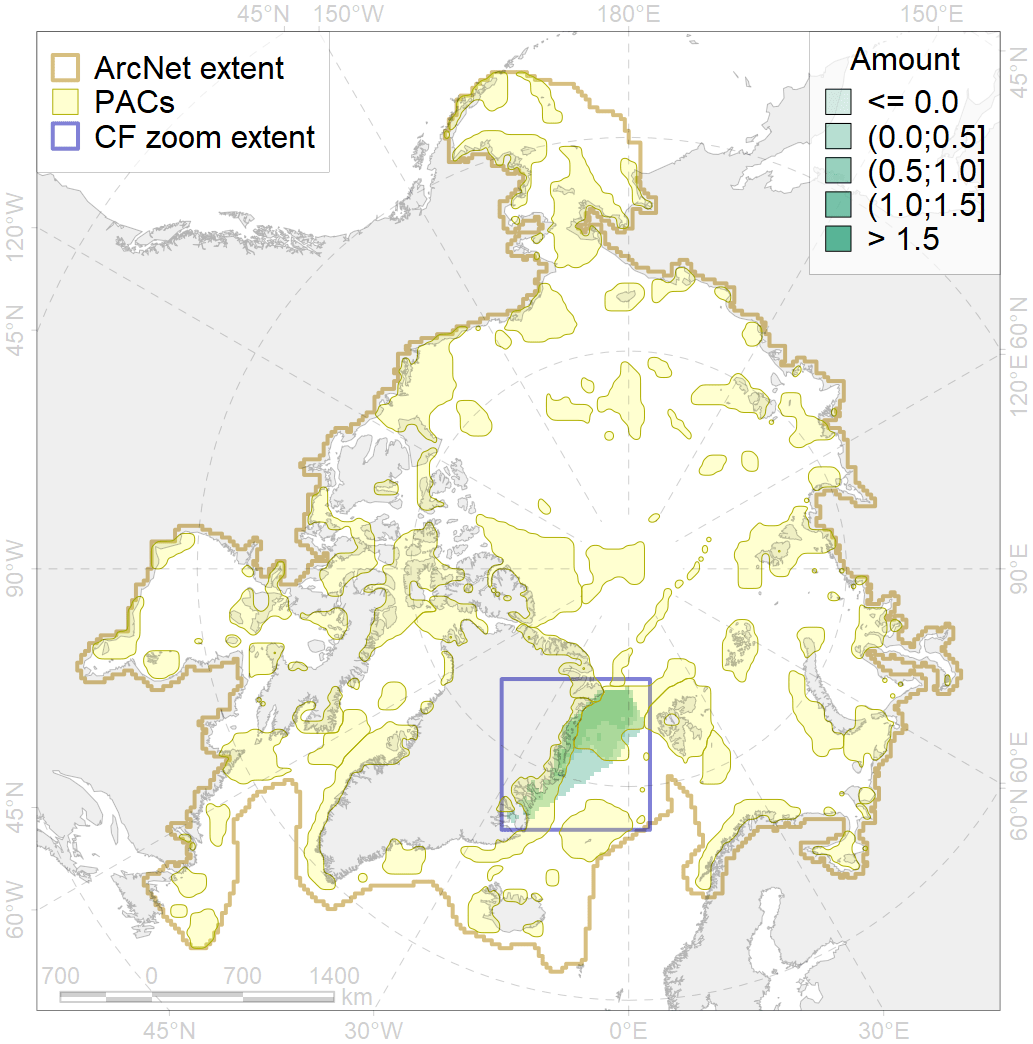 45°N 150°W 180°E 150°E
ArcNet extent
PACs
CF zoom extent
Amount
<= 0.0
(0.0;0.5]
(0.5;1.0]
(1.0;1.5]
> 1.5
45°N
120°W
45°N
60°N
120°E
90°W
90°E
45°N
60°N
60°E
60°W
700 0 700 1400
km
45°N 30°W 0°E 30°E